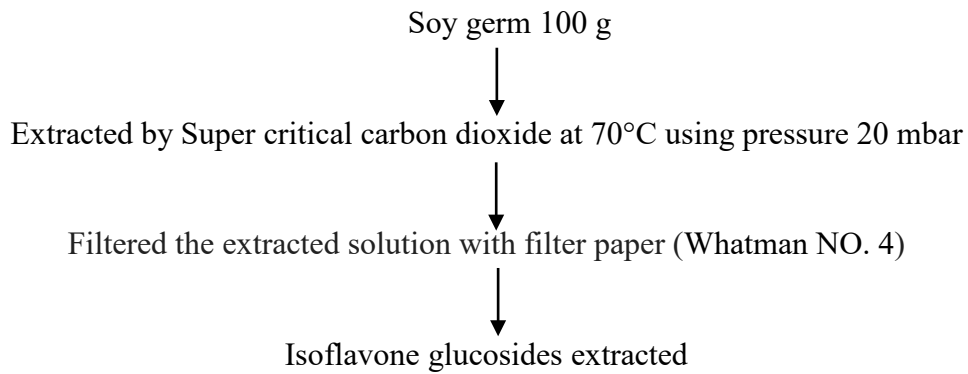 Soy germ 100 g
Extracted by Super critical carbon dioxide at 70°C using pressure 20 mbar
Filtered the extracted solution with filter paper (Whatman NO. 4)
Isoflavone glucosides extracted